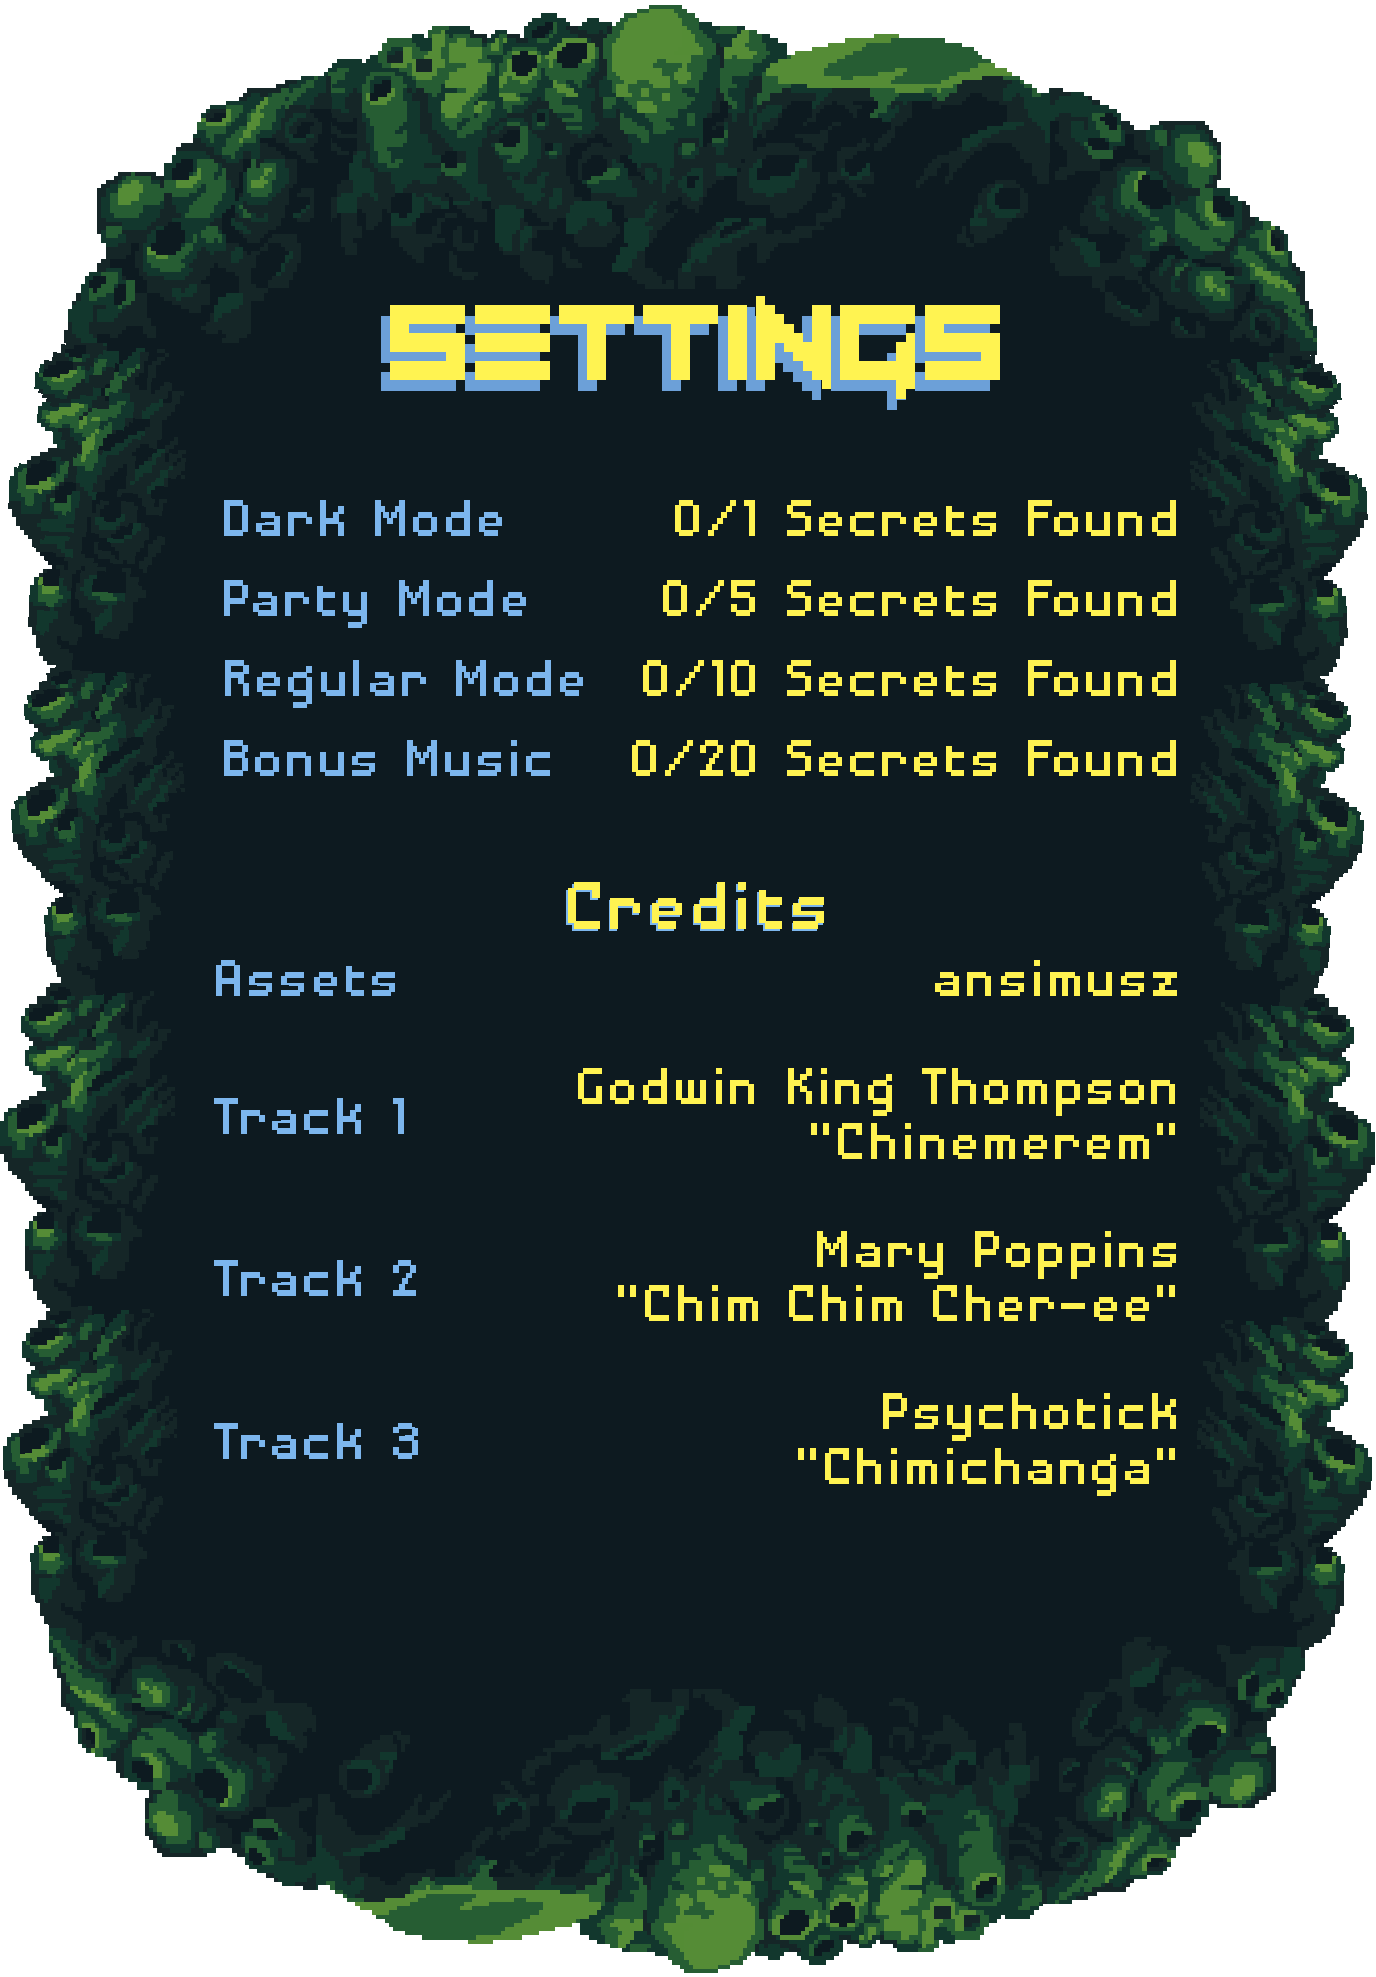 SETTINGS
Dark Mode 0/1 Secrets Found
Party Mode 0/5 Secrets Found
Regular Mode 0/10 Secrets Found
Bonus Music 0/20 Secrets Found
Credits
Assets ansimusz
Godwin King Thompson
Track 1
"Chinemerem"
Mary Poppins
Track 2
"Chim Chim Cher-ee"
Psychotick
Track 3
"Chimichanga"